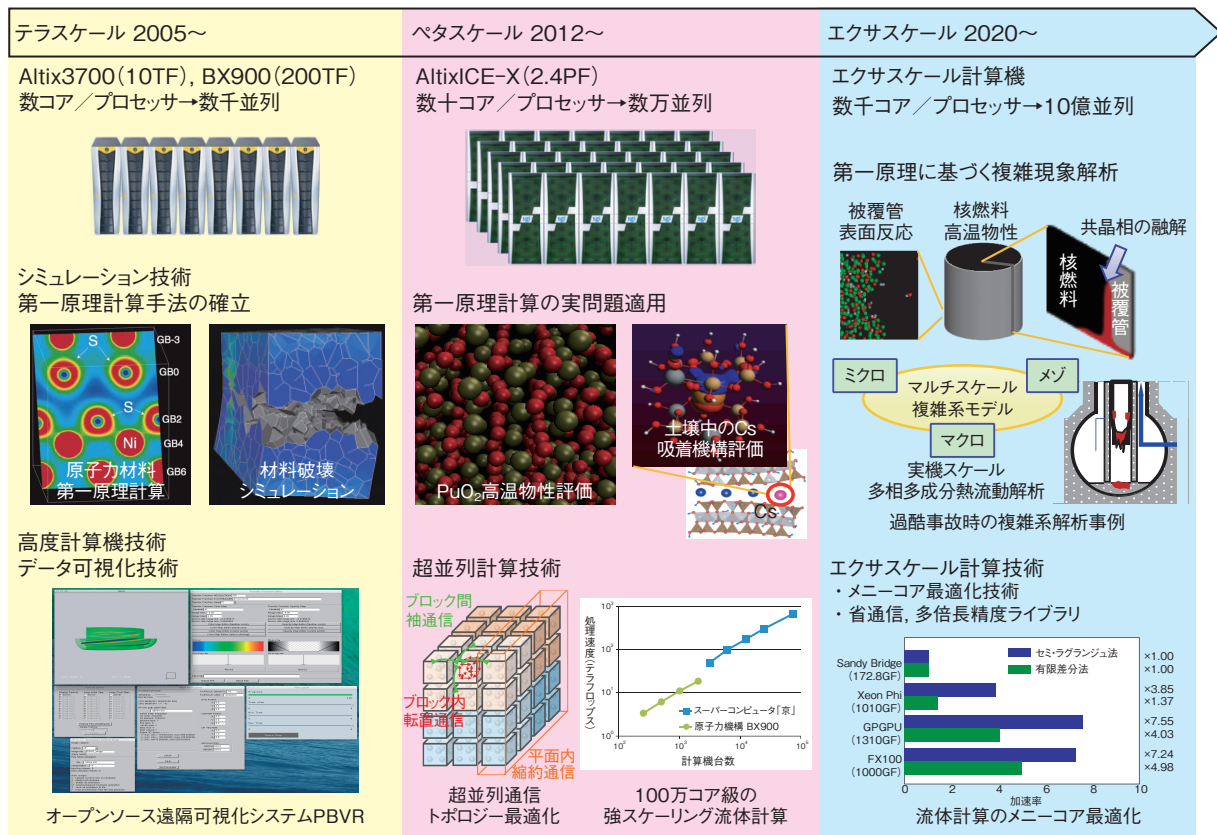 テラスケール 2005～
Altix3700(10TF), BX900(200TF)
数コア／プロセッサ→数千並列
シミュレーション技術
第一原理計算手法の確立
S
GB-3
GB0
S
GB2
Ni
GB4
GB6
原子力材料
第一原理計算
材料破壊
シミュレーション
高度計算機技術
データ可視化技術
オープンソース遠隔可視化システムPBVR
ペタスケール 2012～
AltixICE-X(2.4PF)
数十コア／プロセッサ→数万並列
第一原理計算の実問題適用
PuO₂高温物性評価
土壌中のCs
吸着機構評価
Cs
超並列計算技術
ブロック間
袖通信
ブロック内
転置通信
平面内
縮約通信
超並列通信
トポロジー最適化
処理速度(テラフロップス)
10³
10²
10¹
10⁰
スーパーコンピュータ「京」
原子力機構 BX900
10² 10³ 10⁴ 10⁵
計算機台数
100万コア級の
強スケーリング流体計算
エクサスケール 2020～
エクサスケール計算機
数千コア／プロセッサ→10億並列
第一原理に基づく複雑現象解析
被覆管
表面反応
核燃料
高温物性
共晶相の融解
核燃料
被覆管
ミクロ
メゾ
マルチスケール
複雑系モデル
マクロ
実機スケール
多相多成分熱流動解析
過酷事故時の複雑系解析事例
エクサスケール計算技術
・メニーコア最適化技術
・省通信, 多倍長精度ライブラリ
セミ・ラグランジュ法
有限差分法
Sandy Bridge
(172.8GF)
×1.00
×1.00
Xeon Phi
(1010GF)
×3.85
×1.37
GPGPU
(1310GF)
×7.55
×4.03
FX100
(1000GF)
×7.24
×4.98
0 2 4 6 8 10
加速率
流体計算のメニーコア最適化